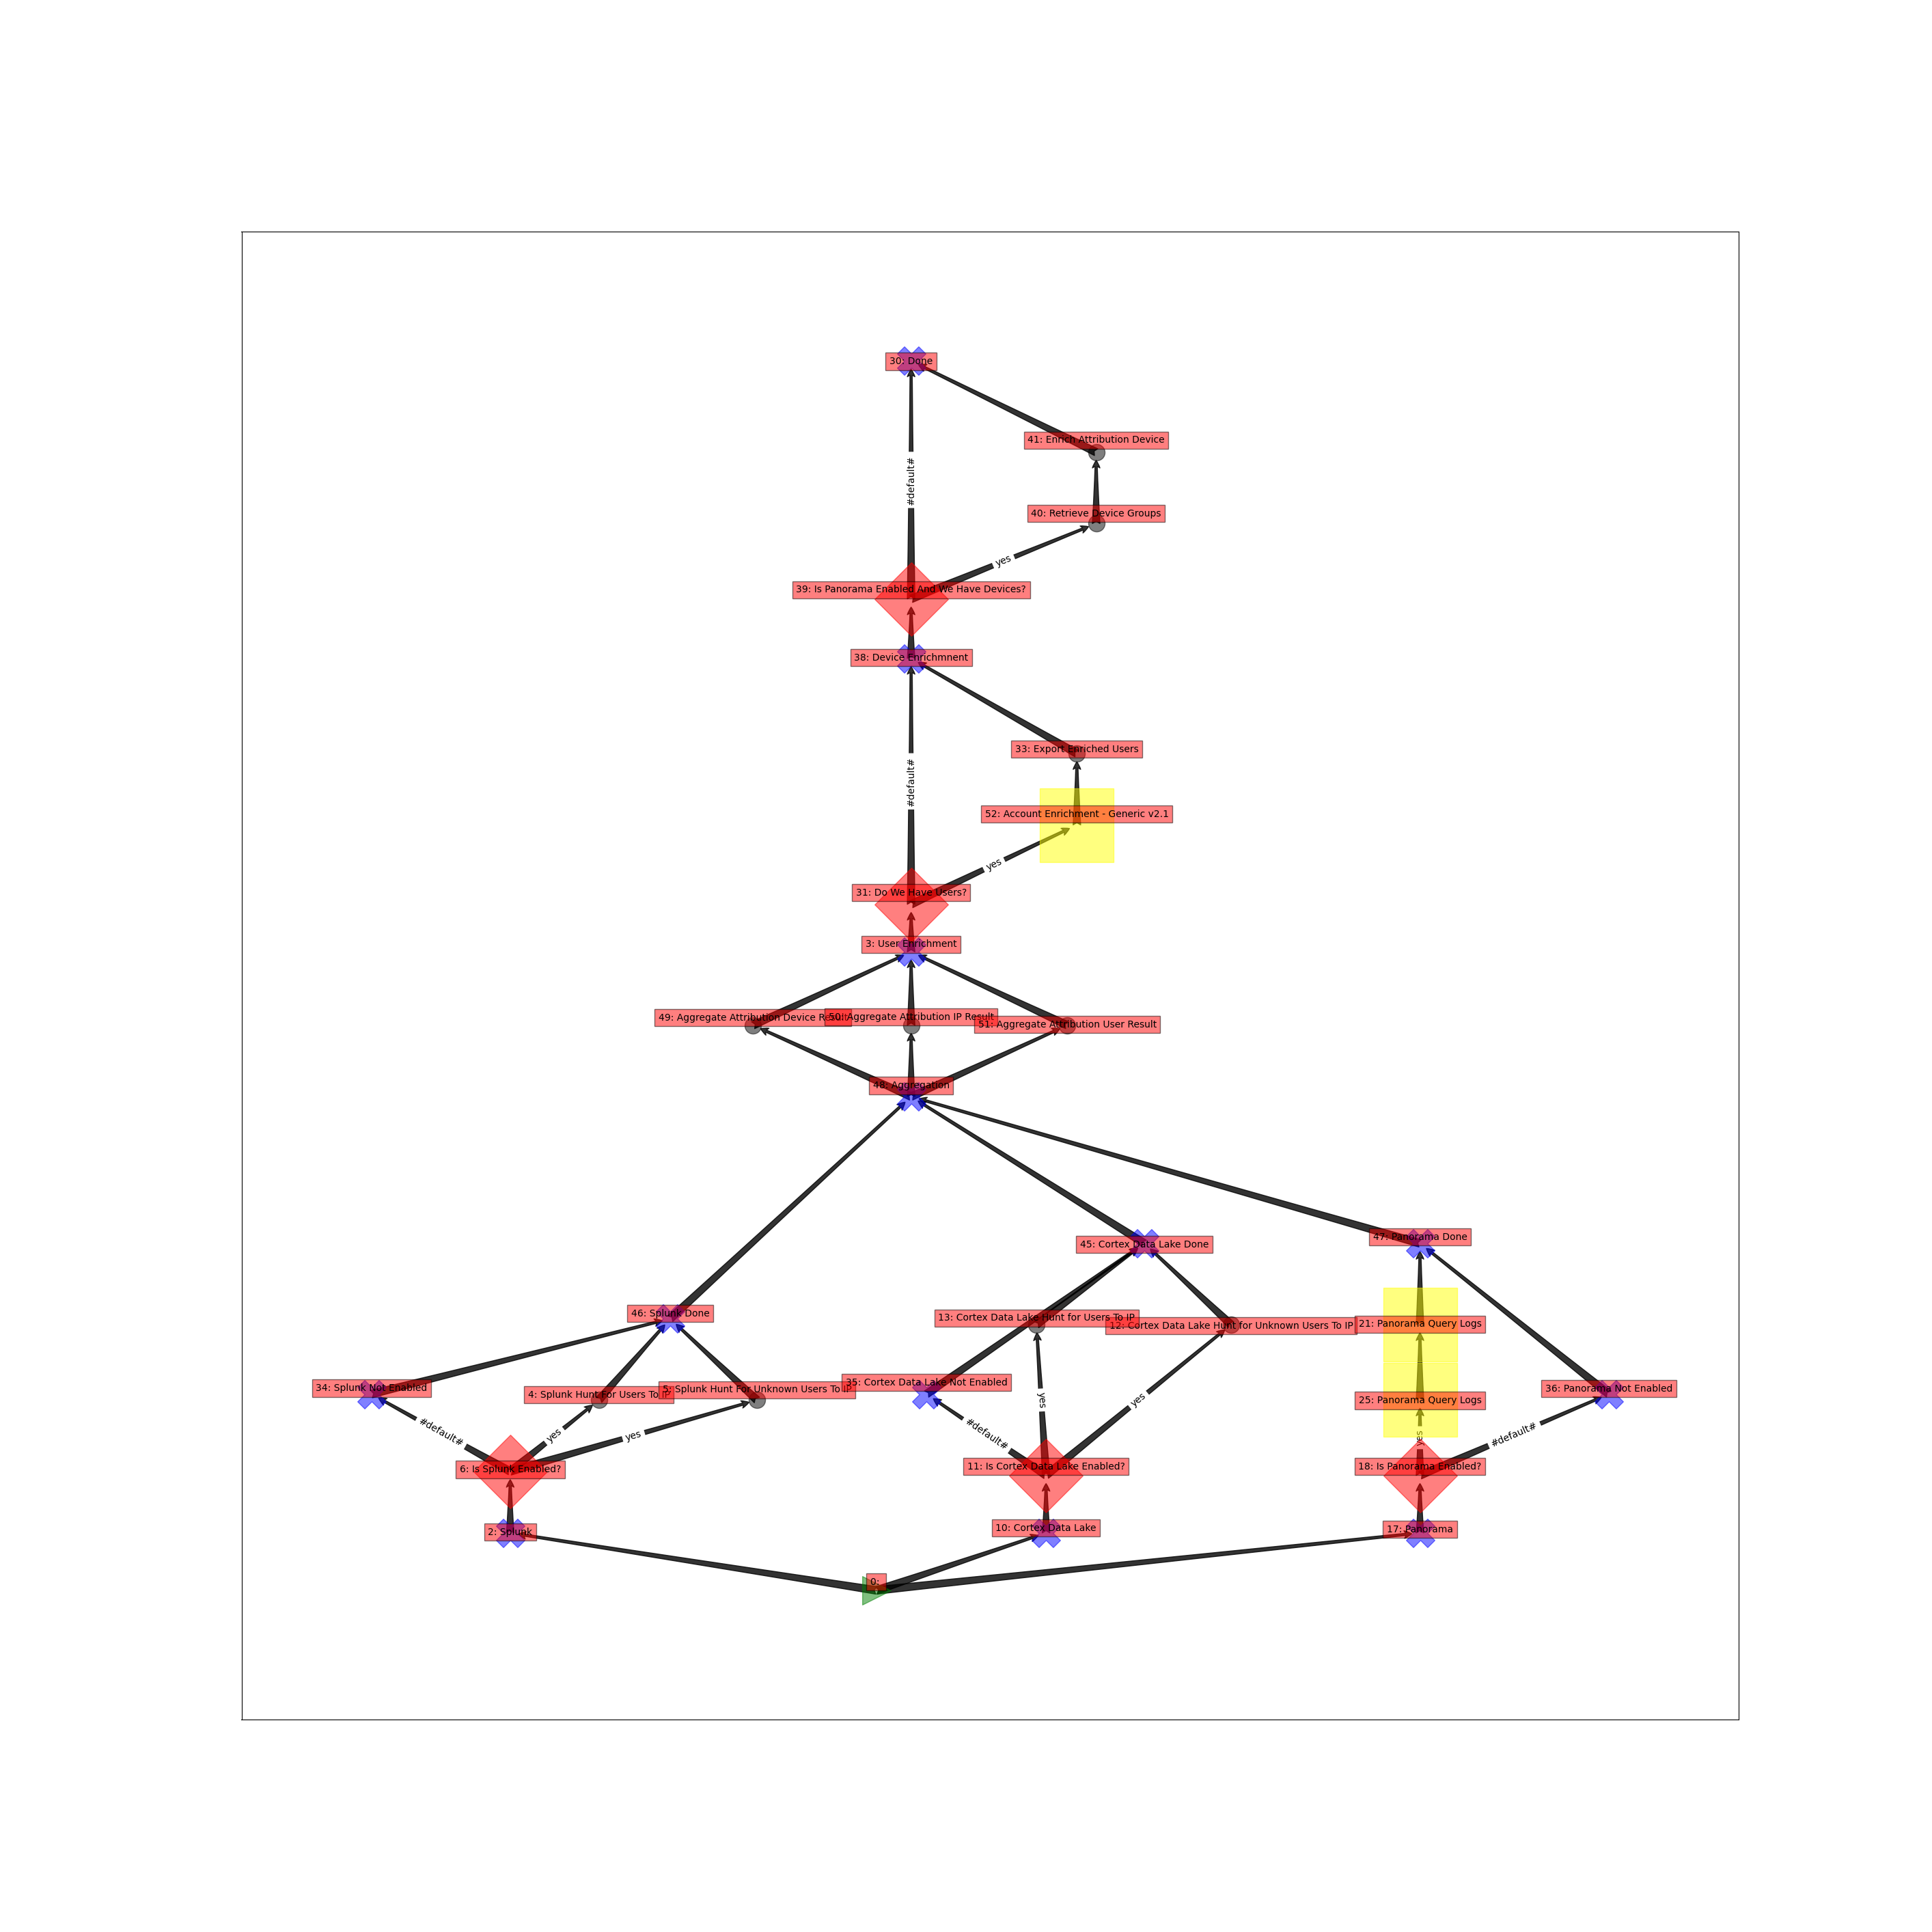 30: Done
41: Enrich Attribution Device
#default#
40: Retrieve Device Groups
yes
39: Is Panorama Enabled And We Have Devices?
38: Device Enrichmnent
33: Export Enriched Users
#default#
52: Account Enrichment - Generic v2.1
yes
31: Do We Have Users?
3: User Enrichment
49: Aggregate Attribution Device Result
50: Aggregate Attribution IP Result
51: Aggregate Attribution User Result
48: Aggregation
45: Cortex Data Lake Done
47: Panorama Done
46: Splunk Done
13: Cortex Data Lake Hunt for Users To IP
12: Cortex Data Lake Hunt for Unknown Users To IP
21: Panorama Query Logs
34: Splunk Not Enabled
4: Splunk Hunt For Users To IP
5: Splunk Hunt For Unknown Users To IP
35: Cortex Data Lake Not Enabled
25: Panorama Query Logs
36: Panorama Not Enabled
#default#
yes
yes
#default#
yes
yes
yes
#default#
6: Is Splunk Enabled?
11: Is Cortex Data Lake Enabled?
18: Is Panorama Enabled?
2: Splunk
10: Cortex Data Lake
17: Panorama
0: